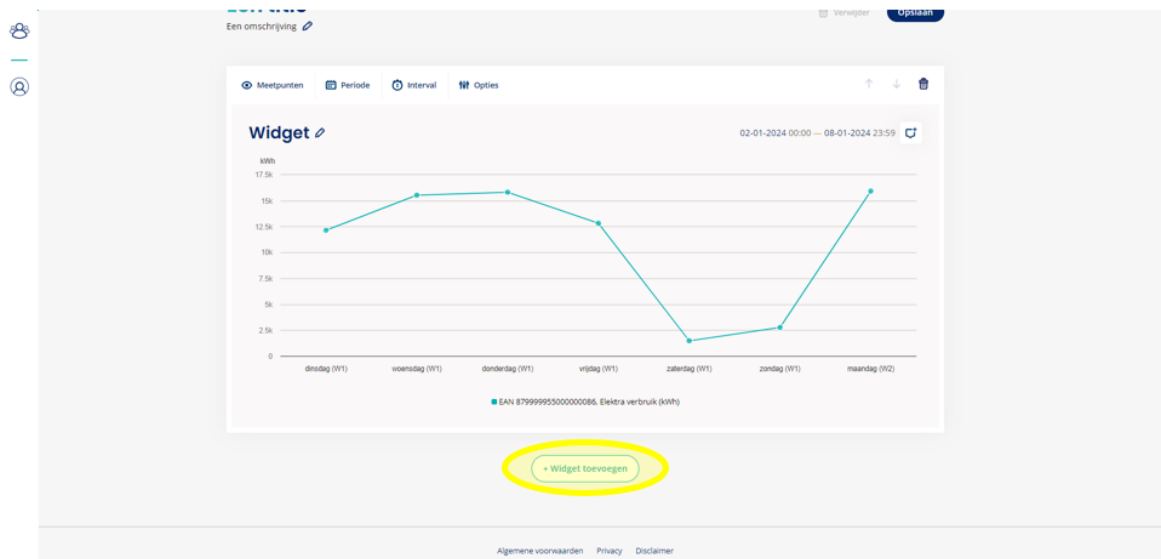 Een titie
Een omschrijving
Verwijder
Opslaan
Meetpunten Periode Interval Opties
Widget
02-01-2024 00:00 — 08-01-2024 23:59
kWh
17.5k
15k
12.5k
10k
7.5k
5k
2.5k
0
dinsdag (W1) woensdag (W1) donderdag (W1) vrijdag (W1) zaterdag (W1) zondag (W1) maandag (W2)
EAN 879999955000000086, Elektra verbruik (kWh)
+ Widget toevoegen
Algemene voorwaarden Privacy Disclaimer